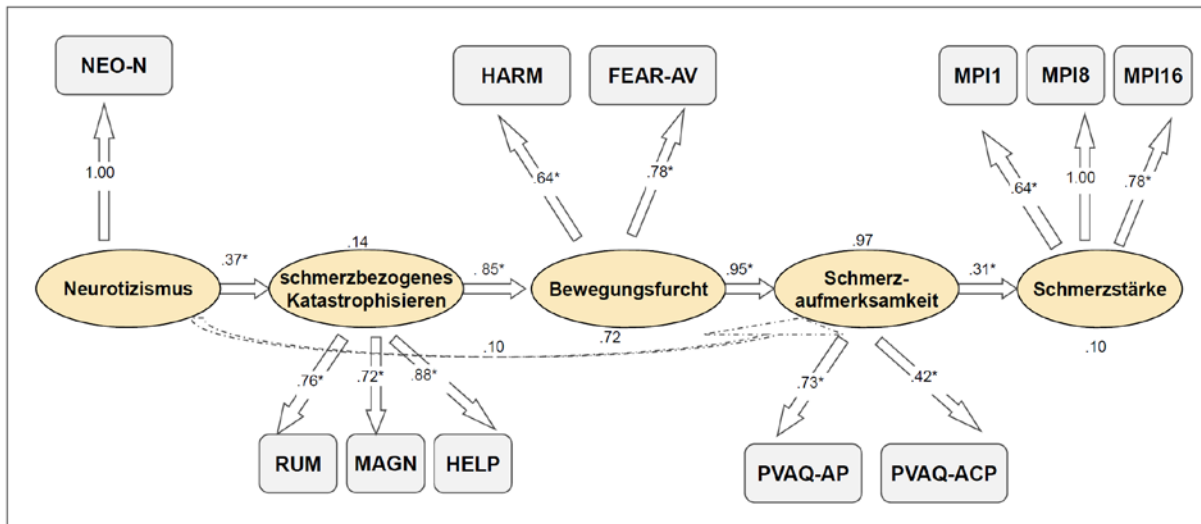 NEO-N
HARM
FEAR-AV
MPI1
MPI8
MPI16
1.00
.64*
.78*
.64*
1.00
.78*
.14
.97
Neurotizismus
.37*
schmerzbezogenes
Katastrophisieren
.85*
Bewegungsfurcht
.95*
Schmerz-
aufmerksamkeit
.31*
Schmerzstärke
.10
.72
.10
.76*
.72*
.88*
.73*
.42*
RUM
MAGN
HELP
PVAQ-AP
PVAQ-ACP